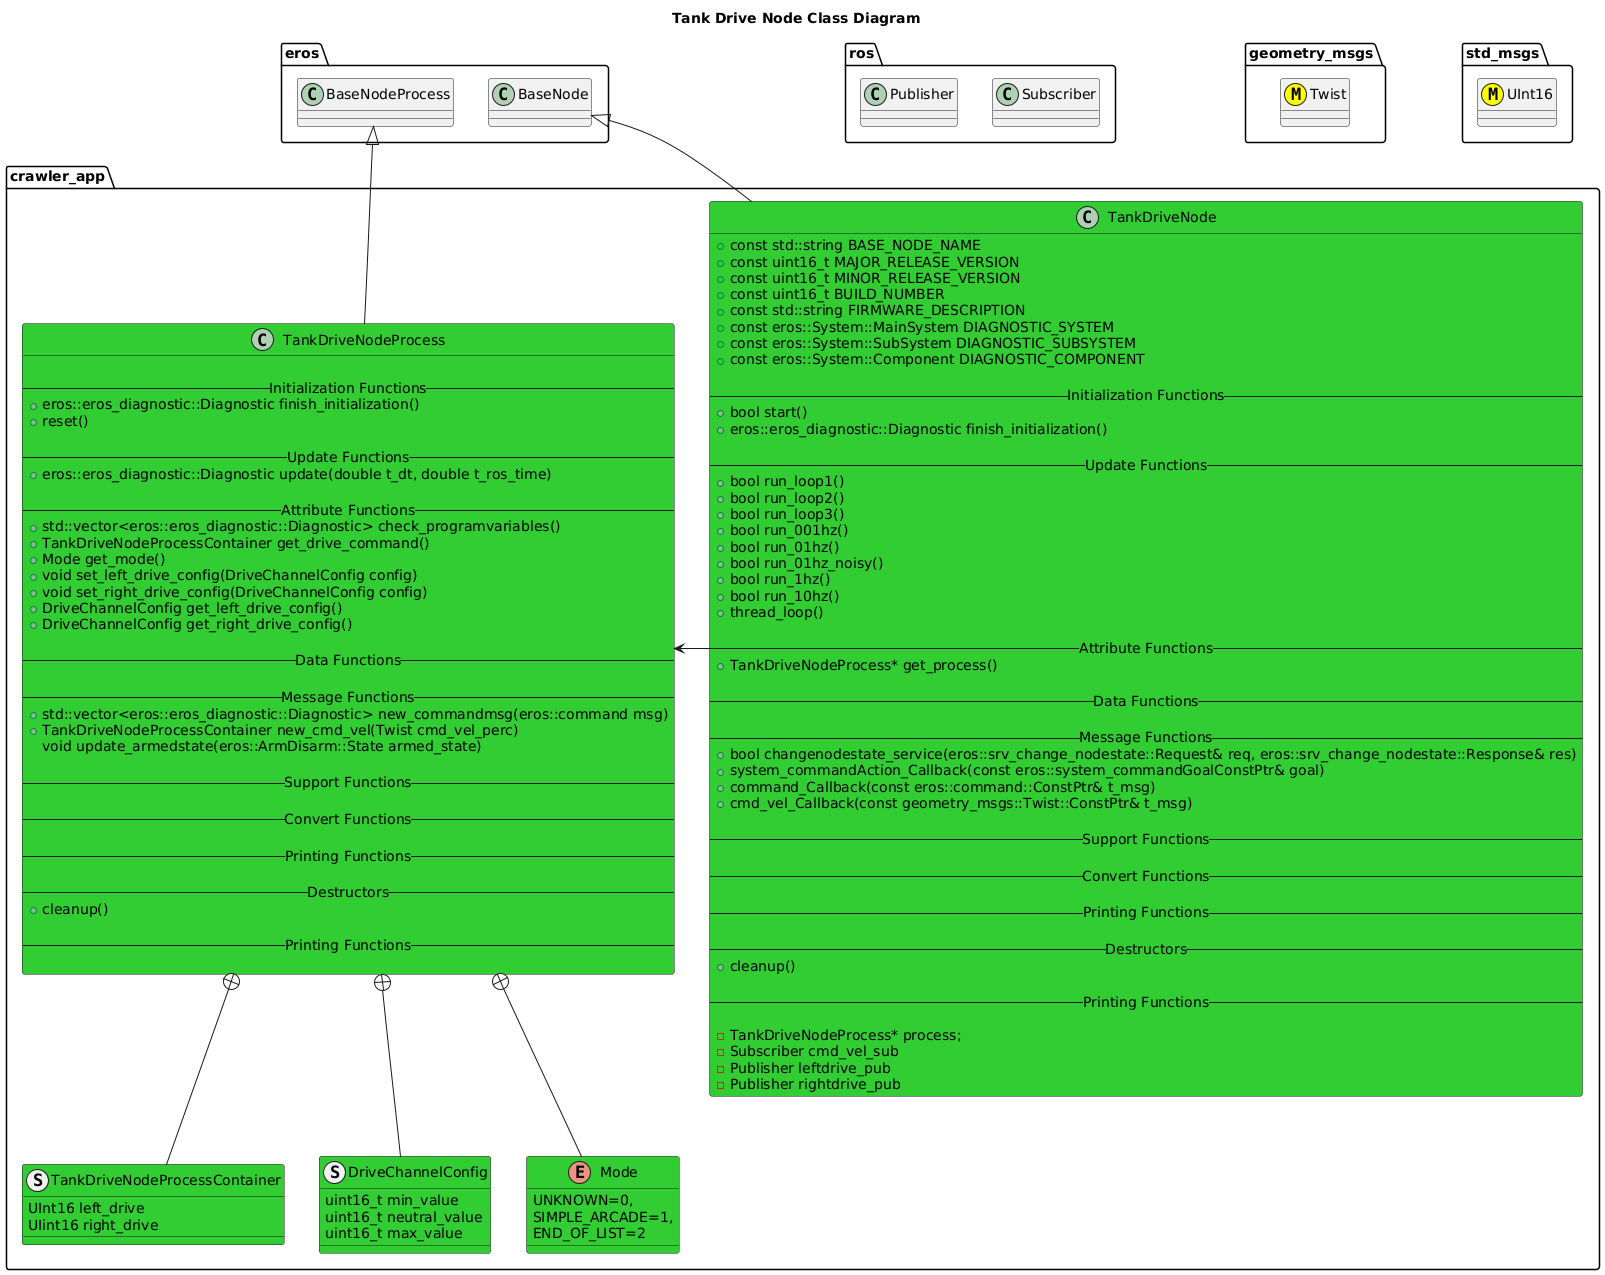 Tank Drive Node Class Diagram
eros
C BaseNodeProcess
C BaseNode
ros
C Publisher
C Subscriber
geometry_msgs
M Twist
std_msgs
M UInt16
crawler_app
C TankDriveNode
const std::string BASE_NODE_NAME
const uint16_t MAJOR_RELEASE_VERSION
const uint16_t MINOR_RELEASE_VERSION
const uint16_t BUILD_NUMBER
const std::string FIRMWARE_DESCRIPTION
const eros::System::MainSystem DIAGNOSTIC_SYSTEM
const eros::System::SubSystem DIAGNOSTIC_SUBSYSTEM
const eros::System::Component DIAGNOSTIC_COMPONENT
Initialization Functions
bool start()
eros::eros_diagnostic::Diagnostic finish_initialization()
Update Functions
bool run_loop1()
bool run_loop2()
bool run_loop3()
bool run_001hz()
bool run_01hz()
bool run_01hz_noisy()
bool run_1hz()
bool run_10hz()
thread_loop()
Attribute Functions
TankDriveNodeProcess* get_process()
Data Functions
Message Functions
bool changenodestate_service(eros::srv_change_nodestate::Request& req, eros::srv_change_nodestate::Response& res)
system_commandAction_Callback(const eros::system_commandGoalConstPtr& goal)
command_Callback(const eros::command::ConstPtr& t_msg)
cmd_vel_Callback(const geometry_msgs::Twist::ConstPtr& t_msg)
Support Functions
Convert Functions
Printing Functions
Destructors
cleanup()
Printing Functions
TankDriveNodeProcess* process;
Subscriber cmd_vel_sub
Publisher leftdrive_pub
Publisher rightdrive_pub
C TankDriveNodeProcess
Initialization Functions
eros::eros_diagnostic::Diagnostic finish_initialization()
reset()
Update Functions
eros::eros_diagnostic::Diagnostic update(double t_dt, double t_ros_time)
Attribute Functions
std::vector<eros::eros_diagnostic::Diagnostic> check_programvariables()
TankDriveNodeProcessContainer get_drive_command()
Mode get_mode()
void set_left_drive_config(DriveChannelConfig config)
void set_right_drive_config(DriveChannelConfig config)
DriveChannelConfig get_left_drive_config()
DriveChannelConfig get_right_drive_config()
Data Functions
Message Functions
std::vector<eros::eros_diagnostic::Diagnostic> new_commandmsg(eros::command msg)
TankDriveNodeProcessContainer new_cmd_vel(Twist cmd_vel_perc)
void update_armedstate(eros::ArmDisarm::State armed_state)
Support Functions
Convert Functions
Printing Functions
Destructors
cleanup()
Printing Functions
S TankDriveNodeProcessContainer
UInt16 left_drive
UIint16 right_drive
S DriveChannelConfig
uint16_t min_value
uint16_t neutral_value
uint16_t max_value
E Mode
UNKNOWN=0,
SIMPLE_ARCADE=1,
END_OF_LIST=2